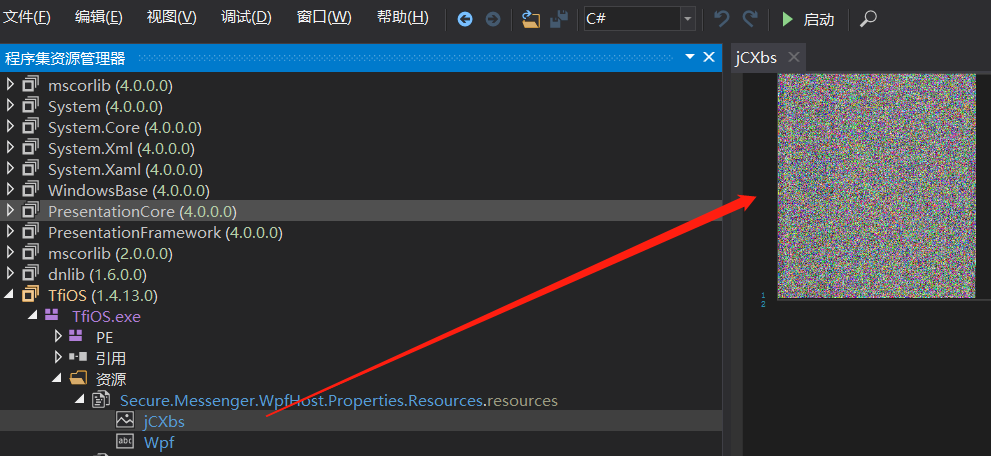 文件(F) 编辑(E) 视图(V) 调试(D) 窗口(W) 帮助(H) C# 启动
程序集资源管理器
jCXbs
mscorlib (4.0.0.0)
System (4.0.0.0)
System.Core (4.0.0.0)
System.Xml (4.0.0.0)
System.Xaml (4.0.0.0)
WindowsBase (4.0.0.0)
PresentationCore (4.0.0.0)
PresentationFramework (4.0.0.0)
mscorlib (2.0.0.0)
dnlib (1.6.0.0)
TfiOS (1.4.13.0)
TfiOS.exe
PE
引用
资源
Secure.Messenger.WpfHost.Properties.Resources.resources
jCXbs
abc Wpf
1
2